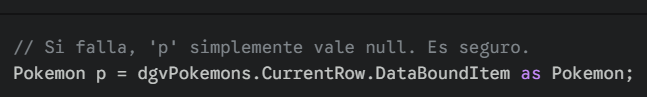 // Si falla, 'p' simplemente vale null. Es seguro.
Pokemon p = dgvPokemons.CurrentRow.DataBoundItem as Pokemon;